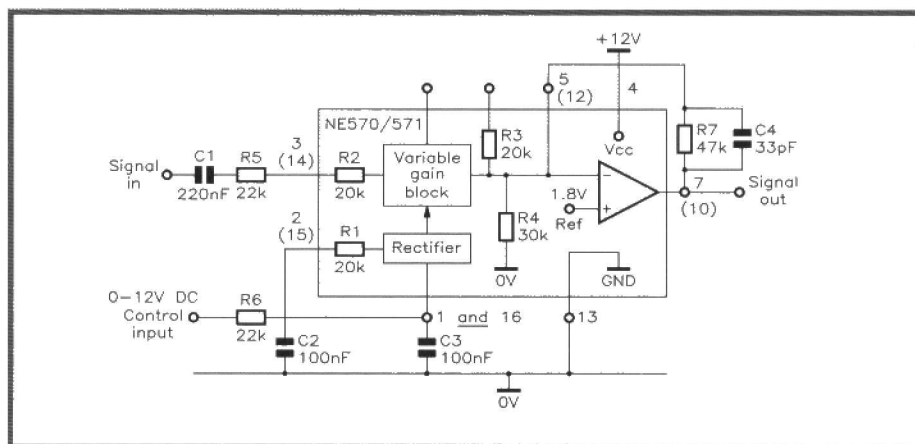 +12V
5
(12)
4
NE570/571
R3
20k
Vcc
R7
47k
C4
33pF
Signal
in
C1
220nF
R5
22k
3
(14)
R2
20k
Variable
gain
block
1.8V
Ref
7
(10)
Signal
out
2
(15)
R1
20k
Rectifier
R4
30k
0V
GND
0-12V DC
Control
input
R6
22k
1 and 16
13
C2
100nF
C3
100nF
0V